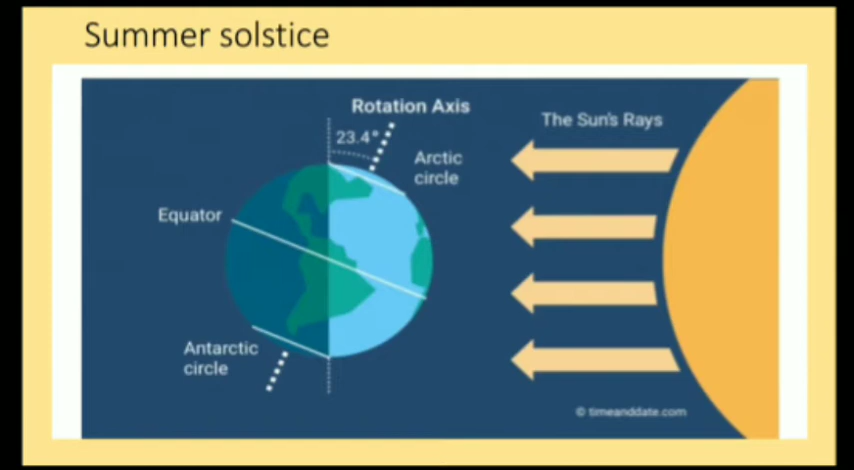 Summer solstice
Rotation Axis
23.4°
The Sun's Rays
Arctic
circle
Equator
Antarctic
circle
© timeanddate.com